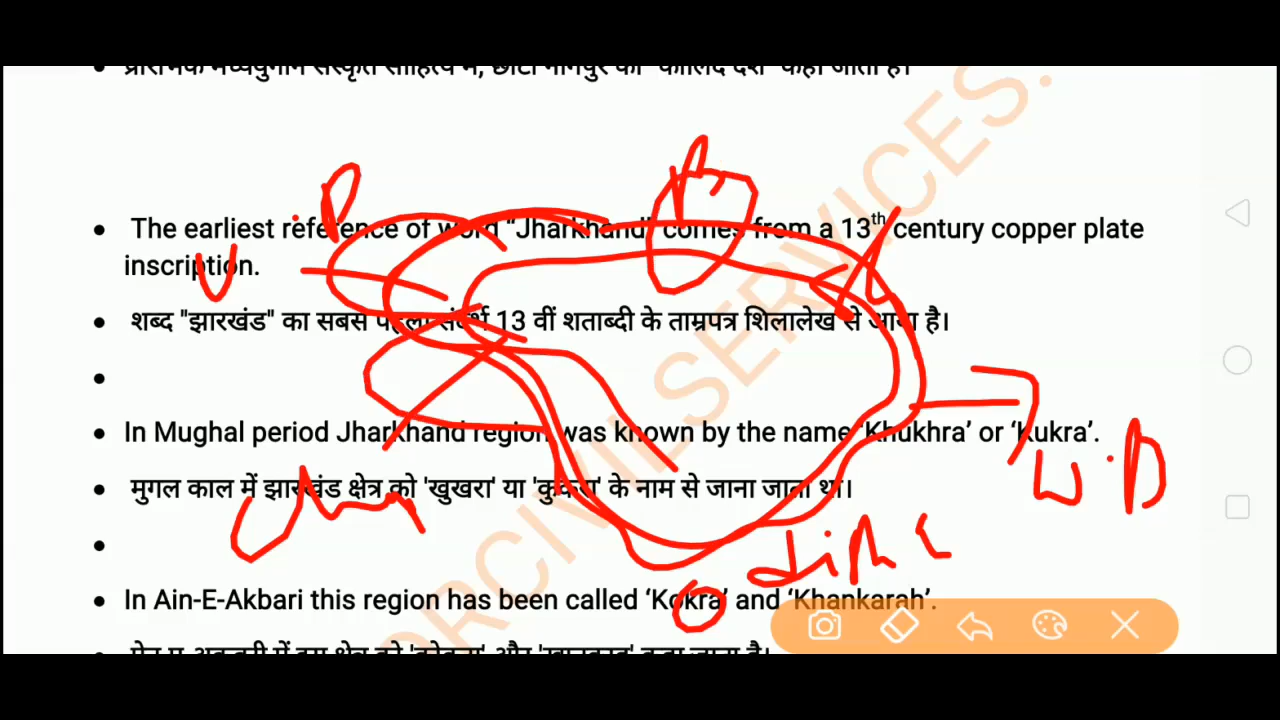 The earliest reference of word “Jharkhand” comes from a 13th century copper plate
inscription.
शब्द "झारखंड" का सबसे पहला संदर्भ 13 वीं शताब्दी के ताम्रपत्र शिलालेख से आया है।
In Mughal period Jharkhand region was known by the name ‘Khukhra’ or ‘Kukra’.
मुगल काल में झारखंड क्षेत्र को 'खुखरा' या 'कुकरा' के नाम से जाना जाता था।
In Ain-E-Akbari this region has been called ‘Kokra’ and ‘Khankarah’.
RCIVILSERVICES.
U P
W.B
O